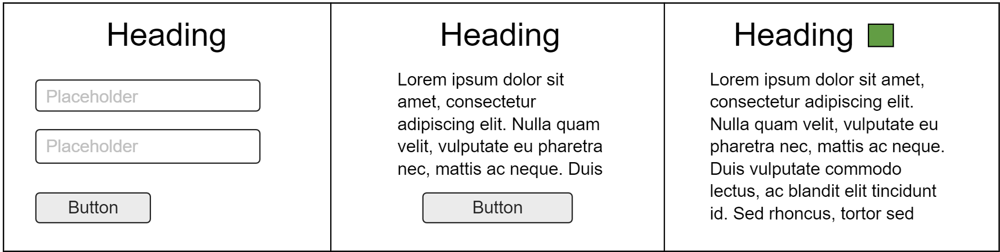 Heading
Placeholder
Placeholder
Button
Heading
Lorem ipsum dolor sit
amet, consectetur
adipiscing elit. Nulla quam
velit, vulputate eu pharetra
nec, mattis ac neque. Duis
Button
Heading
Lorem ipsum dolor sit amet,
consectetur adipiscing elit.
Nulla quam velit, vulputate eu
pharetra nec, mattis ac neque.
Duis vulputate commodo
lectus, ac blandit elit tincidunt
id. Sed rhoncus, tortor sed